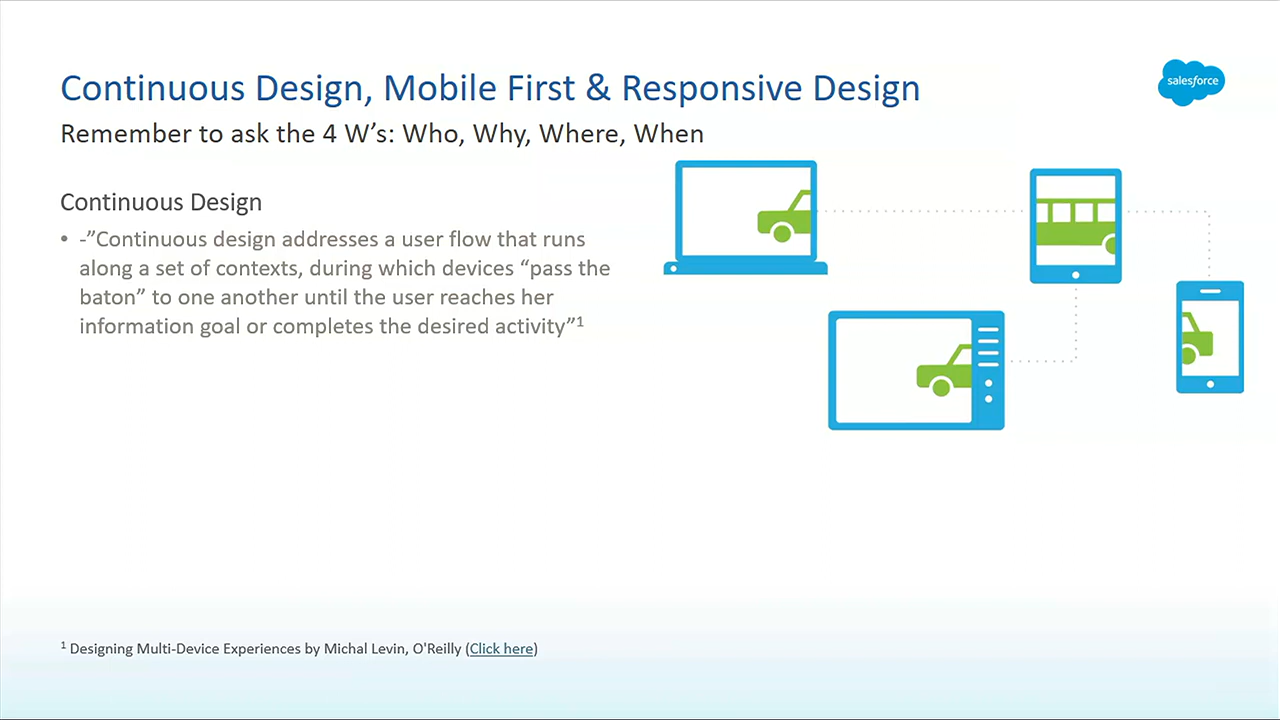 Continuous Design, Mobile First & Responsive Design
salesforce
Remember to ask the 4 W’s: Who, Why, Where, When
Continuous Design
• -”Continuous design addresses a user flow that runs
along a set of contexts, during which devices “pass the
baton” to one another until the user reaches her
information goal or completes the desired activity”¹
¹ Designing Multi-Device Experiences by Michal Levin, O'Reilly (Click here)